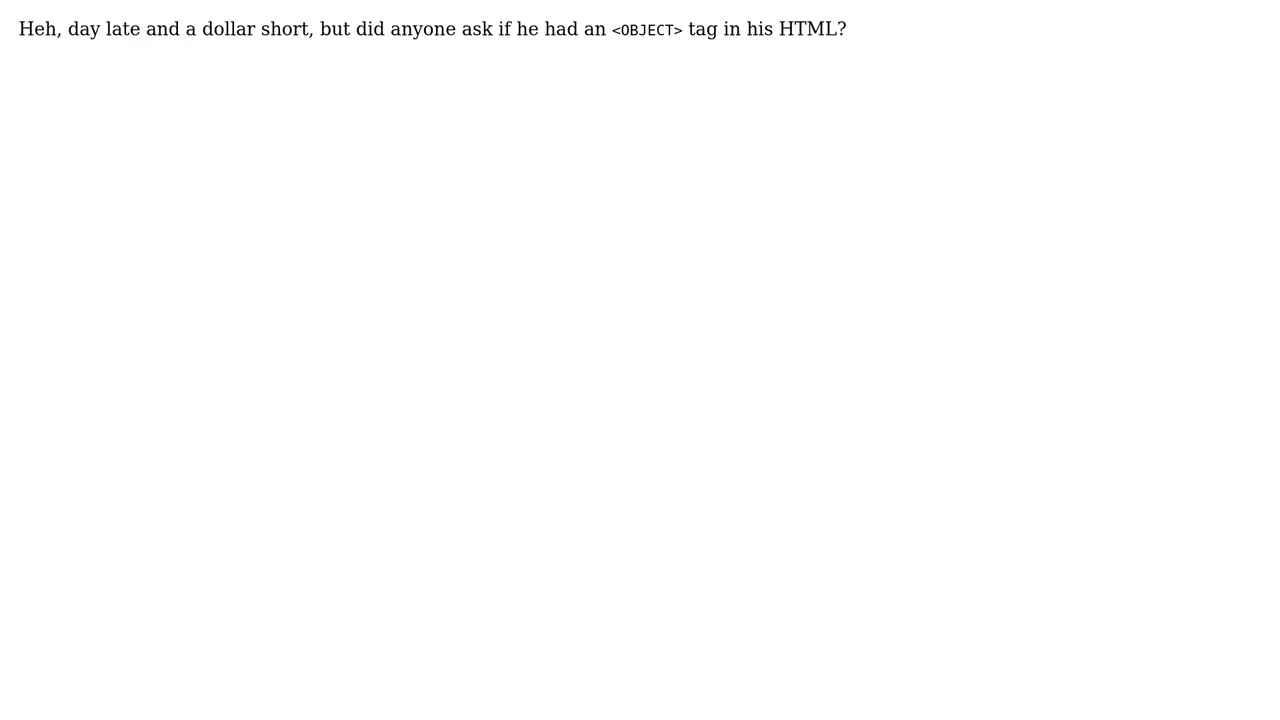 Heh, day late and a dollar short, but did anyone ask if he had an <OBJECT> tag in his HTML?